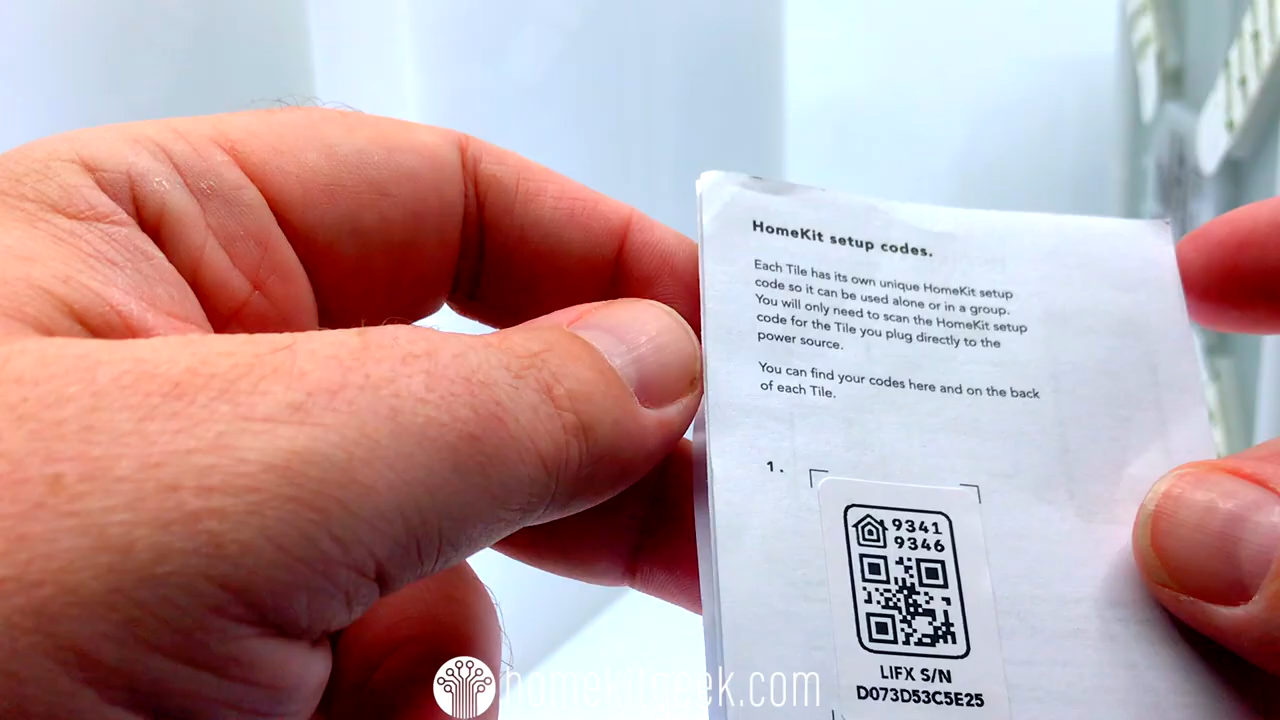 HomeKit setup codes.
Each Tile has its own unique HomeKit setup
code so it can be used alone or in a group.
You will only need to scan the HomeKit setup
code for the Tile you plug directly to the
power source.
You can find your codes here and on the back
of each Tile.
1.
9341
9346
LIFX S/N
D073D53C5E25
homekitgeek.com